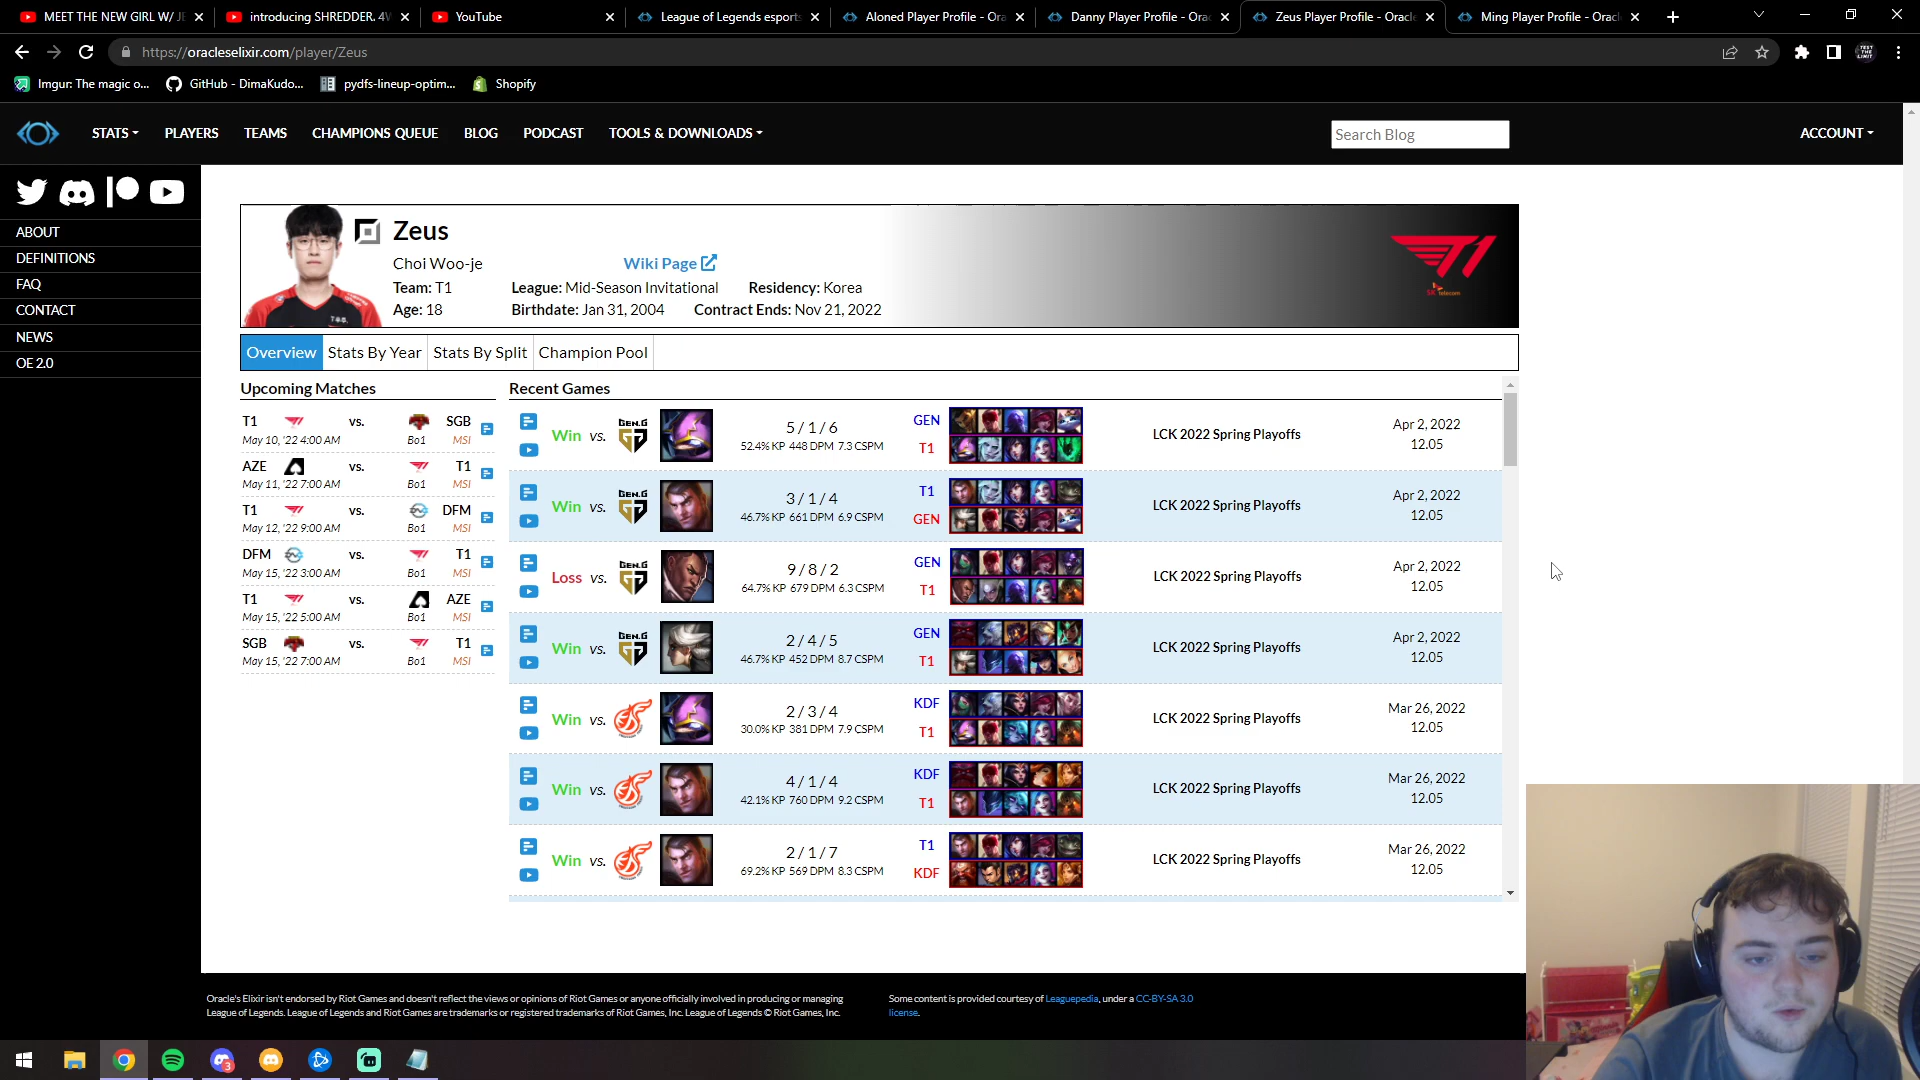 MEET THE NEW GIRL W/ JE
introducing SHREDDER. 4V
YouTube
League of Legends esports
Aloned Player Profile - Ora
Danny Player Profile - Orac
Zeus Player Profile - Oracle
Ming Player Profile - Oracl
https://oracleselixir.com/player/Zeus
Imgur: The magic o...
GitHub - DimaKudo...
pydfs-lineup-optim...
Shopify
STATS
PLAYERS
TEAMS
CHAMPIONS QUEUE
BLOG
PODCAST
TOOLS & DOWNLOADS
Search Blog
ACCOUNT
ABOUT
DEFINITIONS
FAQ
CONTACT
NEWS
OE 2.0
Zeus
Choi Woo-je
Wiki Page
Team: T1
League: Mid-Season Invitational
Residency: Korea
Age: 18
Birthdate: Jan 31, 2004
Contract Ends: Nov 21, 2022
T1
SK telecom
Overview
Stats By Year
Stats By Split
Champion Pool
Upcoming Matches
T1 vs. SGB
May 10, '22 4:00 AM Bo1 MSI
AZE vs. T1
May 11, '22 7:00 AM Bo1 MSI
T1 vs. DFM
May 12, '22 9:00 AM Bo1 MSI
DFM vs. T1
May 15, '22 3:00 AM Bo1 MSI
T1 vs. AZE
May 15, '22 5:00 AM Bo1 MSI
SGB vs. T1
May 15, '22 7:00 AM Bo1 MSI
Recent Games
Win vs. GEN.G
5 / 1 / 6
52.4% KP 448 DPM 7.3 CSPM
GEN
T1
LCK 2022 Spring Playoffs
Apr 2, 2022
12.05
Win vs. GEN.G
3 / 1 / 4
46.7% KP 661 DPM 6.9 CSPM
T1
GEN
LCK 2022 Spring Playoffs
Apr 2, 2022
12.05
Loss vs. GEN.G
9 / 8 / 2
64.7% KP 679 DPM 6.3 CSPM
GEN
T1
LCK 2022 Spring Playoffs
Apr 2, 2022
12.05
Win vs. GEN.G
2 / 4 / 5
46.7% KP 452 DPM 8.7 CSPM
GEN
T1
LCK 2022 Spring Playoffs
Apr 2, 2022
12.05
Win vs.
2 / 3 / 4
30.0% KP 381 DPM 7.9 CSPM
KDF
T1
LCK 2022 Spring Playoffs
Mar 26, 2022
12.05
Win vs.
4 / 1 / 4
42.1% KP 760 DPM 9.2 CSPM
KDF
T1
LCK 2022 Spring Playoffs
Mar 26, 2022
12.05
Win vs.
2 / 1 / 7
69.2% KP 569 DPM 8.3 CSPM
T1
KDF
LCK 2022 Spring Playoffs
Mar 26, 2022
12.05
Oracle's Elixir isn't endorsed by Riot Games and doesn't reflect the views or opinions of Riot Games or anyone officially involved in producing or managing
League of Legends. League of Legends and Riot Games are trademarks or registered trademarks of Riot Games, Inc. League of Legends © Riot Games, Inc.
Some content is provided courtesy of Leaguepedia, under a CC-BY-SA 3.0
license.
3